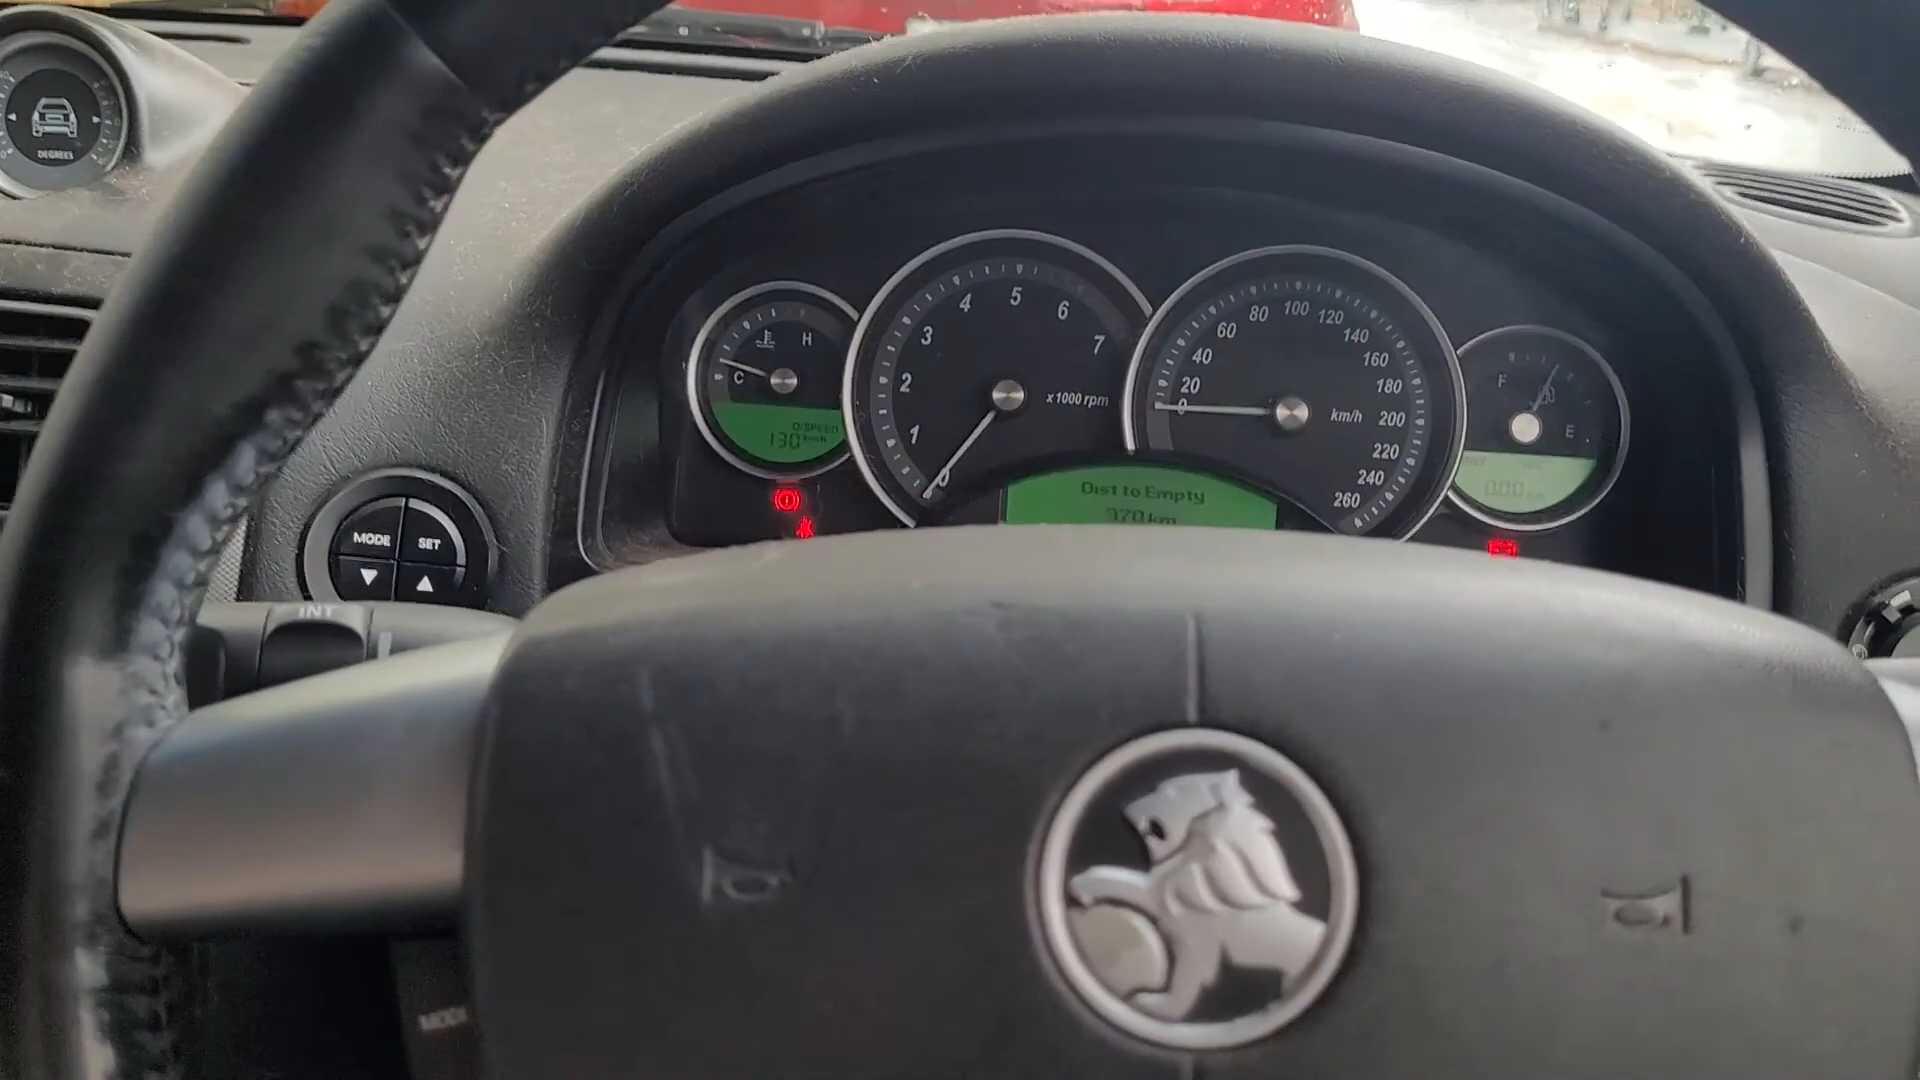 DEGREES
H
C
O/SPEED
130 km/h
0
1
2
3
4
5
6
7
x1000 rpm
0
20
40
60
80
100
120
140
160
180
200
220
240
260
km/h
F
E
0.00
Dist to Empty
370 km
MODE
SET
INT
MODE